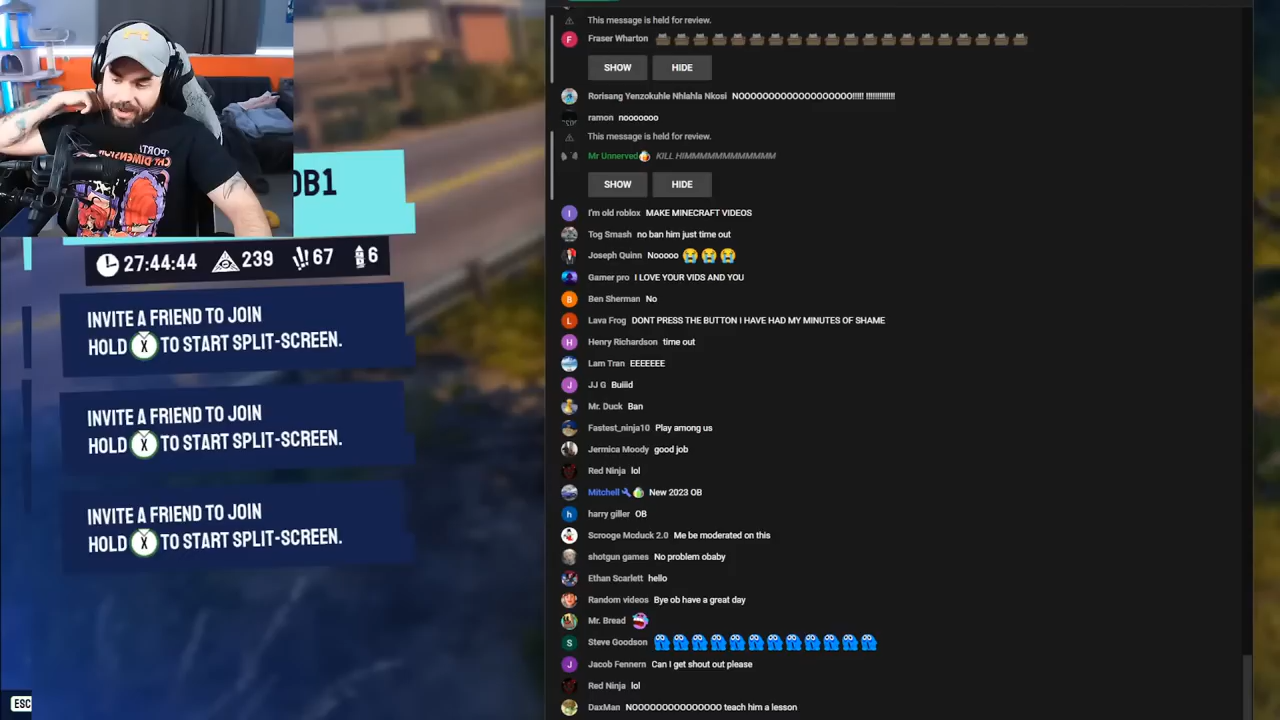 This message is held for review.
F Fraser Wharton
SHOW HIDE
Rorisang Yenzokuhle Nhlahla Nkosi NOOOOOOOOOOOOOOOOOO!!!!! !!!!!!!!!!!!!
ramon nooooooo
This message is held for review.
Mr Unnerved KILL HIMMMMMMMMMMMM
SHOW HIDE
I I'm old roblox MAKE MINECRAFT VIDEOS
Tog Smash no ban him just time out
Joseph Quinn Nooooo
Gamer pro I LOVE YOUR VIDS AND YOU
B Ben Sherman No
L Lava Frog DONT PRESS THE BUTTON I HAVE HAD MY MINUTES OF SHAME
H Henry Richardson time out
Lam Tran EEEEEEE
J JJ G Buiiid
Mr. Duck Ban
Fastest_ninja10 Play among us
Jermica Moody good job
Red Ninja lol
Mitchell New 2023 OB
h harry giller OB
Scrooge Mcduck 2.0 Me be moderated on this
shotgun games No problem obaby
Ethan Scarlett hello
Random videos Bye ob have a great day
Mr. Bread
S Steve Goodson
J Jacob Fennern Can I get shout out please
Red Ninja lol
DaxMan NOOOOOOOOOOOOOOO teach him a lesson
OB1
27:44:44 239 67 6
INVITE A FRIEND TO JOIN
HOLD X TO START SPLIT-SCREEN.
INVITE A FRIEND TO JOIN
HOLD X TO START SPLIT-SCREEN.
INVITE A FRIEND TO JOIN
HOLD X TO START SPLIT-SCREEN.
ESC